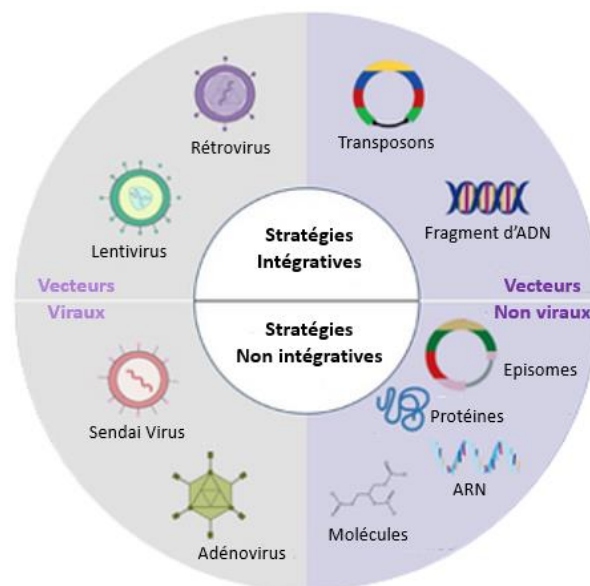 Rétrovirus
Transposons
Lentivirus
Fragment d'ADN
Stratégies
Intégratives
Vecteurs
Viraux
Vecteurs
Non viraux
Stratégies
Non intégratives
Episomes
Protéines
Sendai Virus
ARN
Molécules
Adénovirus